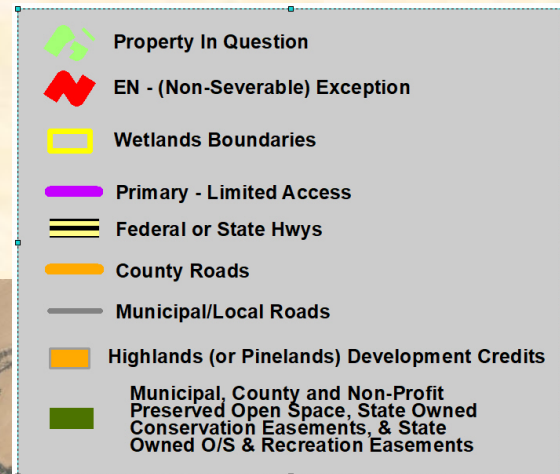 Property In Question
EN - (Non-Severable) Exception
Wetlands Boundaries
Primary - Limited Access
Federal or State Hwys
County Roads
Municipal/Local Roads
Highlands (or Pinelands) Development Credits
Municipal, County and Non-Profit
Preserved Open Space, State Owned
Conservation Easements, & State
Owned O/S & Recreation Easements